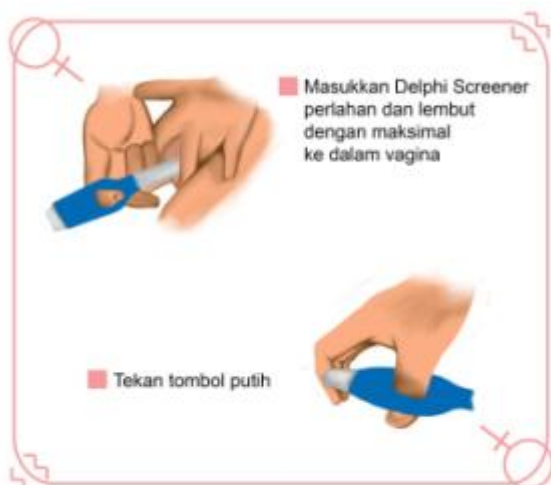 Masukkan Delphi Screener
perlahan dan lembut
dengan maksimal
ke dalam vagina
Tekan tombol putih